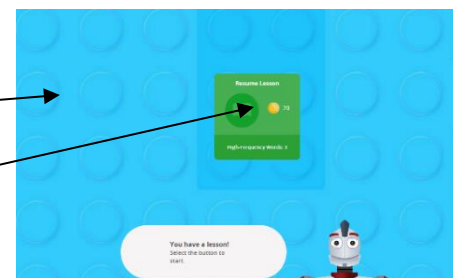 Resume Lesson
70
High-Frequency Words: 1
You have a lesson!
Select the button to
start.